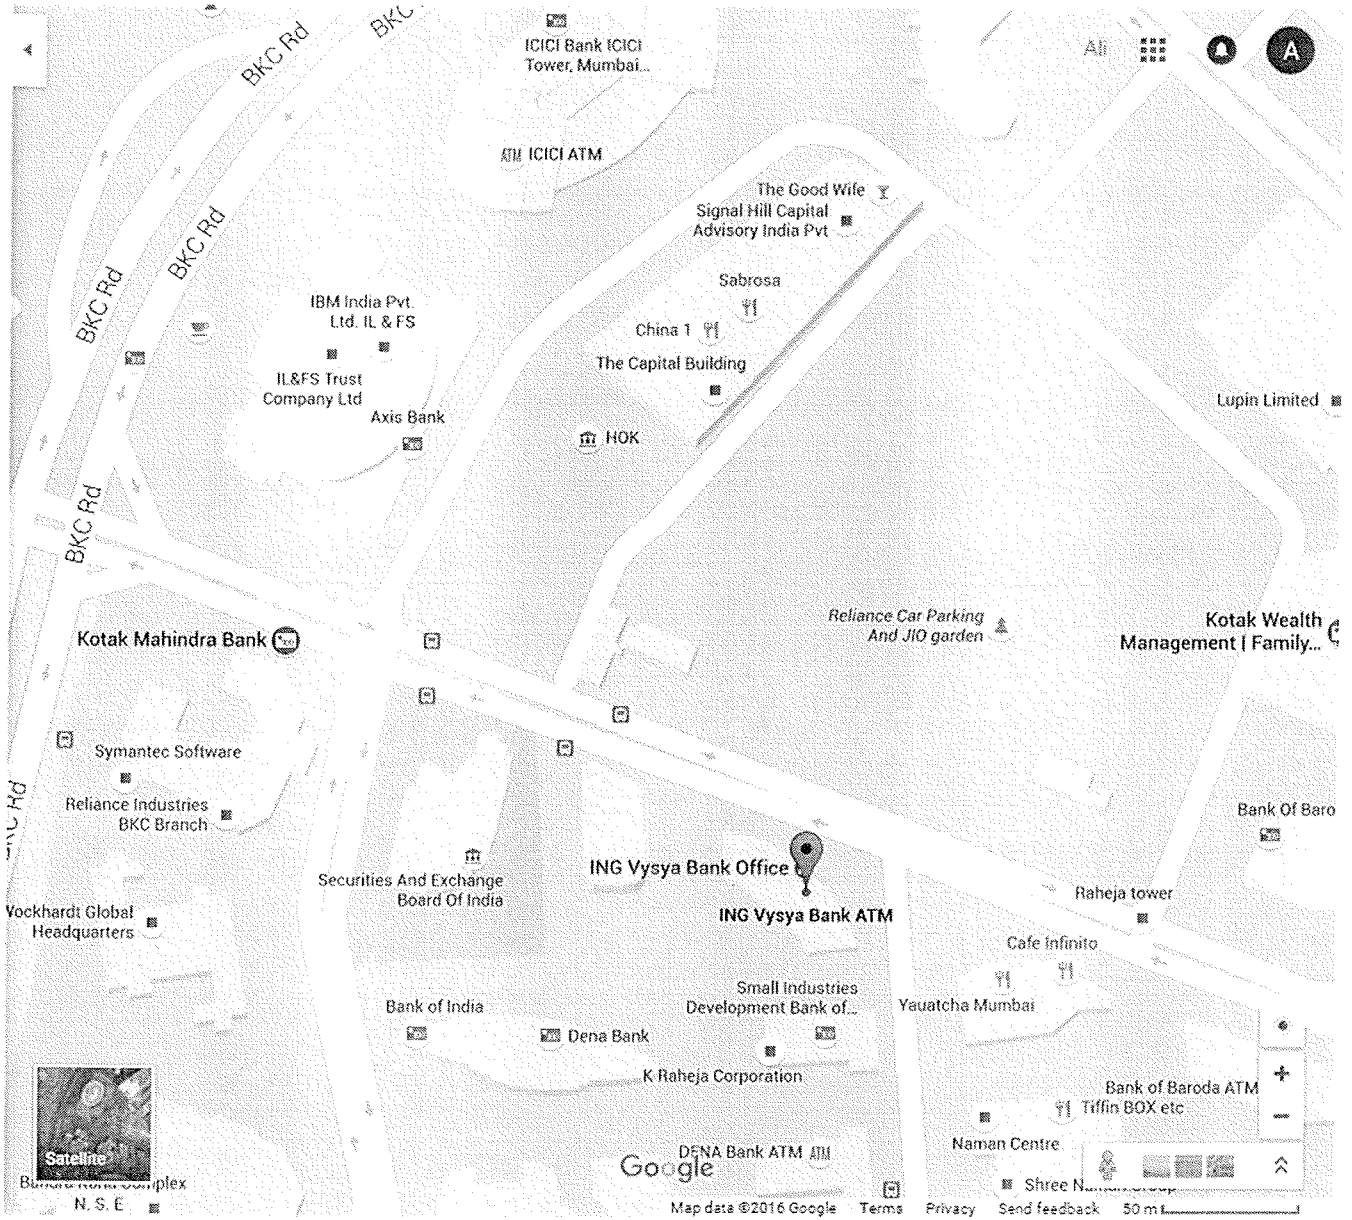 BKC Rd
BKC
ICICI Bank ICICI
Tower, Mumbai...
Ali
A
ATM ICICI ATM
The Good Wife
Signal Hill Capital
Advisory India Pvt
BKC Rd
BKC Rd
Sabrosa
IBM India Pvt.
Ltd. IL & FS
China 1
The Capital Building
IL&FS Trust
Company Ltd
Axis Bank
Lupin Limited
HOK
BKC Rd
Reliance Car Parking
And JIO garden
Kotak Wealth
Management | Family...
Kotak Mahindra Bank
Symantec Software
Reliance Industries
BKC Branch
Rd
Bank Of Baro
ING Vysya Bank Office
Securities And Exchange
Board Of India
ING Vysya Bank ATM
Raheja tower
Vockhardt Global
Headquarters
Cafe Infinito
Small Industries
Development Bank of...
Yauatcha Mumbai
Bank of India
Dena Bank
K Raheja Corporation
Bank of Baroda ATM
Tiffin BOX etc
Naman Centre
DENA Bank ATM ATM
Google
Satellite
Complex
N. S. E
Shree
Map data ©2016 Google Terms Privacy Send feedback 50 m